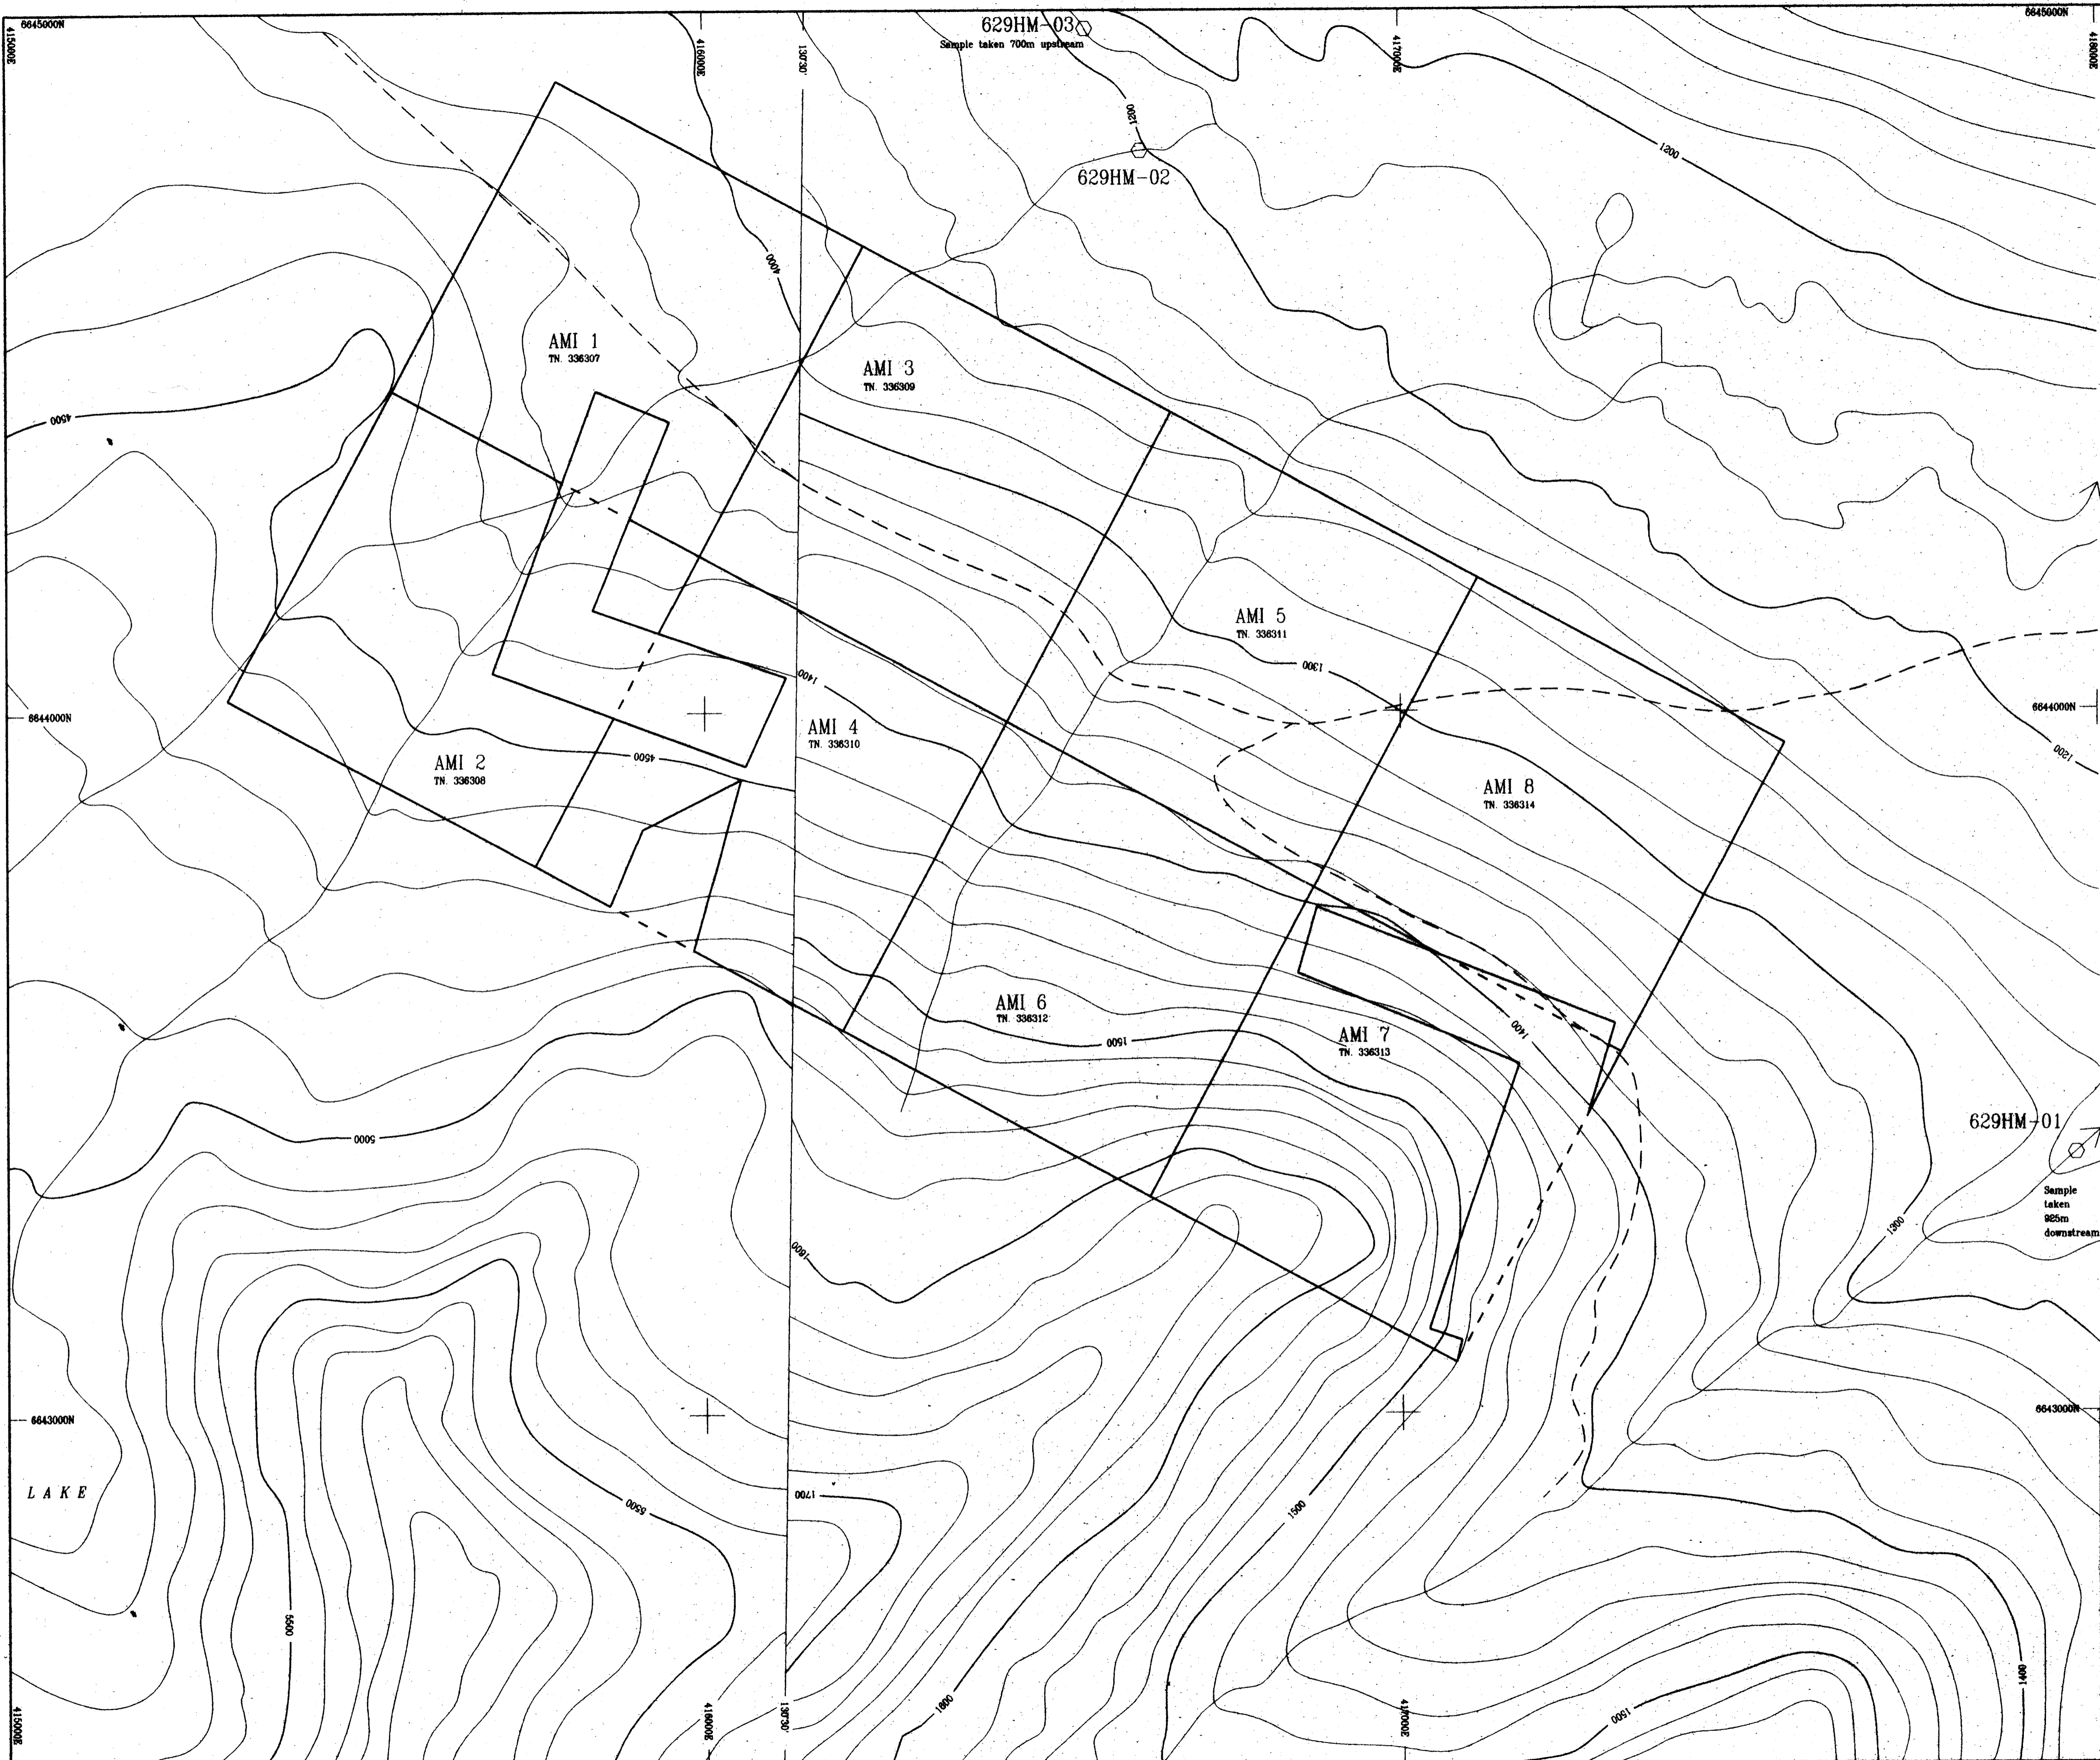 6645000N
415000E
416000E
130°30'
629HM-03
Sample taken 700m upstream
417000E
6645000N
418000E
1200
1200
629HM-02
4000
AMI 1
TN. 336307
AMI 3
TN. 336309
4500
AMI 5
TN. 336311
1300
1400
6644000N
6644000N
AMI 4
TN. 336310
1200
4500
AMI 2
TN. 336308
AMI 8
TN. 336314
AMI 6
TN. 336312
1500
AMI 7
TN. 336313
1400
5000
629HM-01
Sample
taken
925m
downstream
1300
1600
6643000N
6643000N
LAKE
5500
1700
1500
5500
1400
1600
1500
415000E
416000E
130°30'
417000E